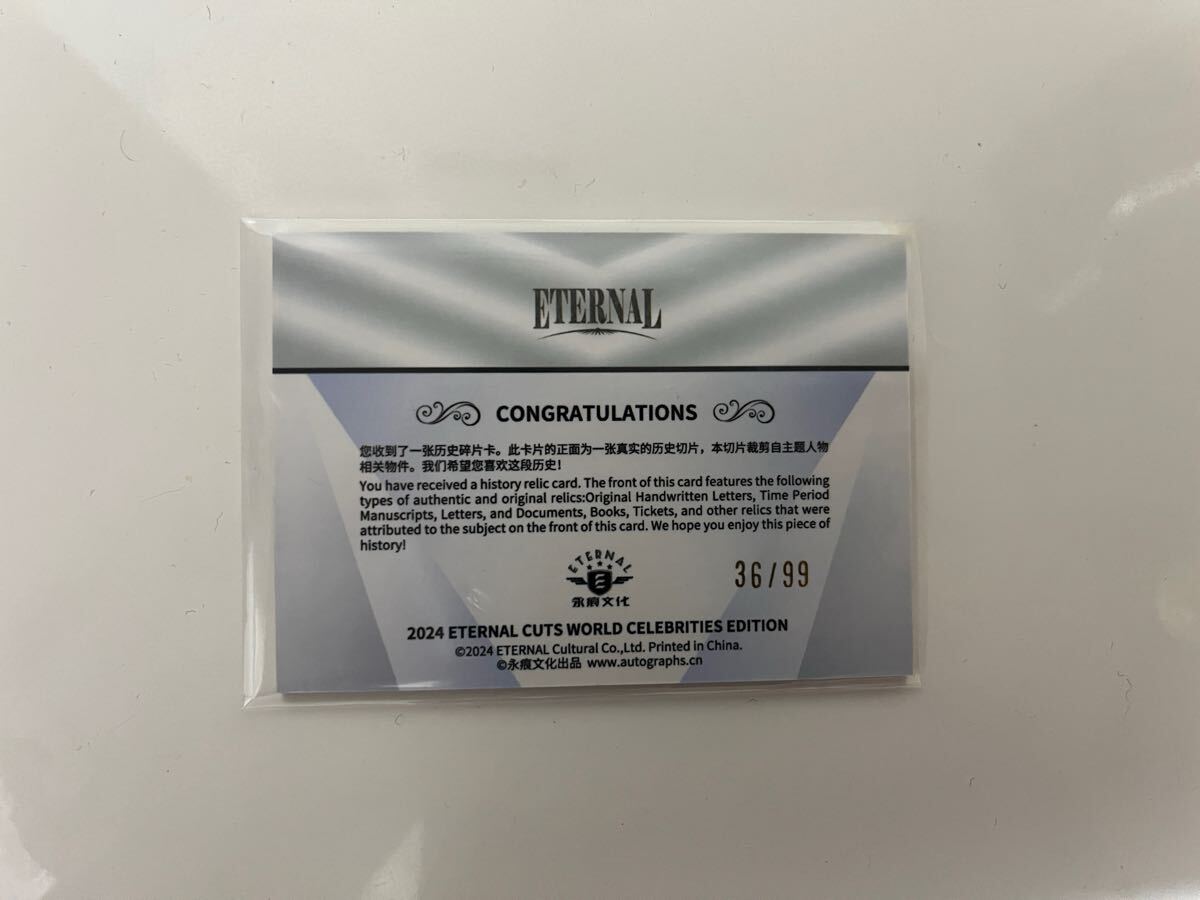 ETERNAL
CONGRATULATIONS
您收到了一张历史碎片卡。此卡片的正面为一张真实的历史切片，本切片裁剪自主题人物
相关物件。我们希望您喜欢这段历史！
You have received a history relic card. The front of this card features the following
types of authentic and original relics:Original Handwritten Letters, Time Period
Manuscripts, Letters, and Documents, Books, Tickets, and other relics that were
attributed to the subject on the front of this card. We hope you enjoy this piece of
history!
ETERNAL
E
永痕文化
36/99
2024 ETERNAL CUTS WORLD CELEBRITIES EDITION
©2024 ETERNAL Cultural Co.,Ltd. Printed in China.
©永痕文化出品 www.autographs.cn